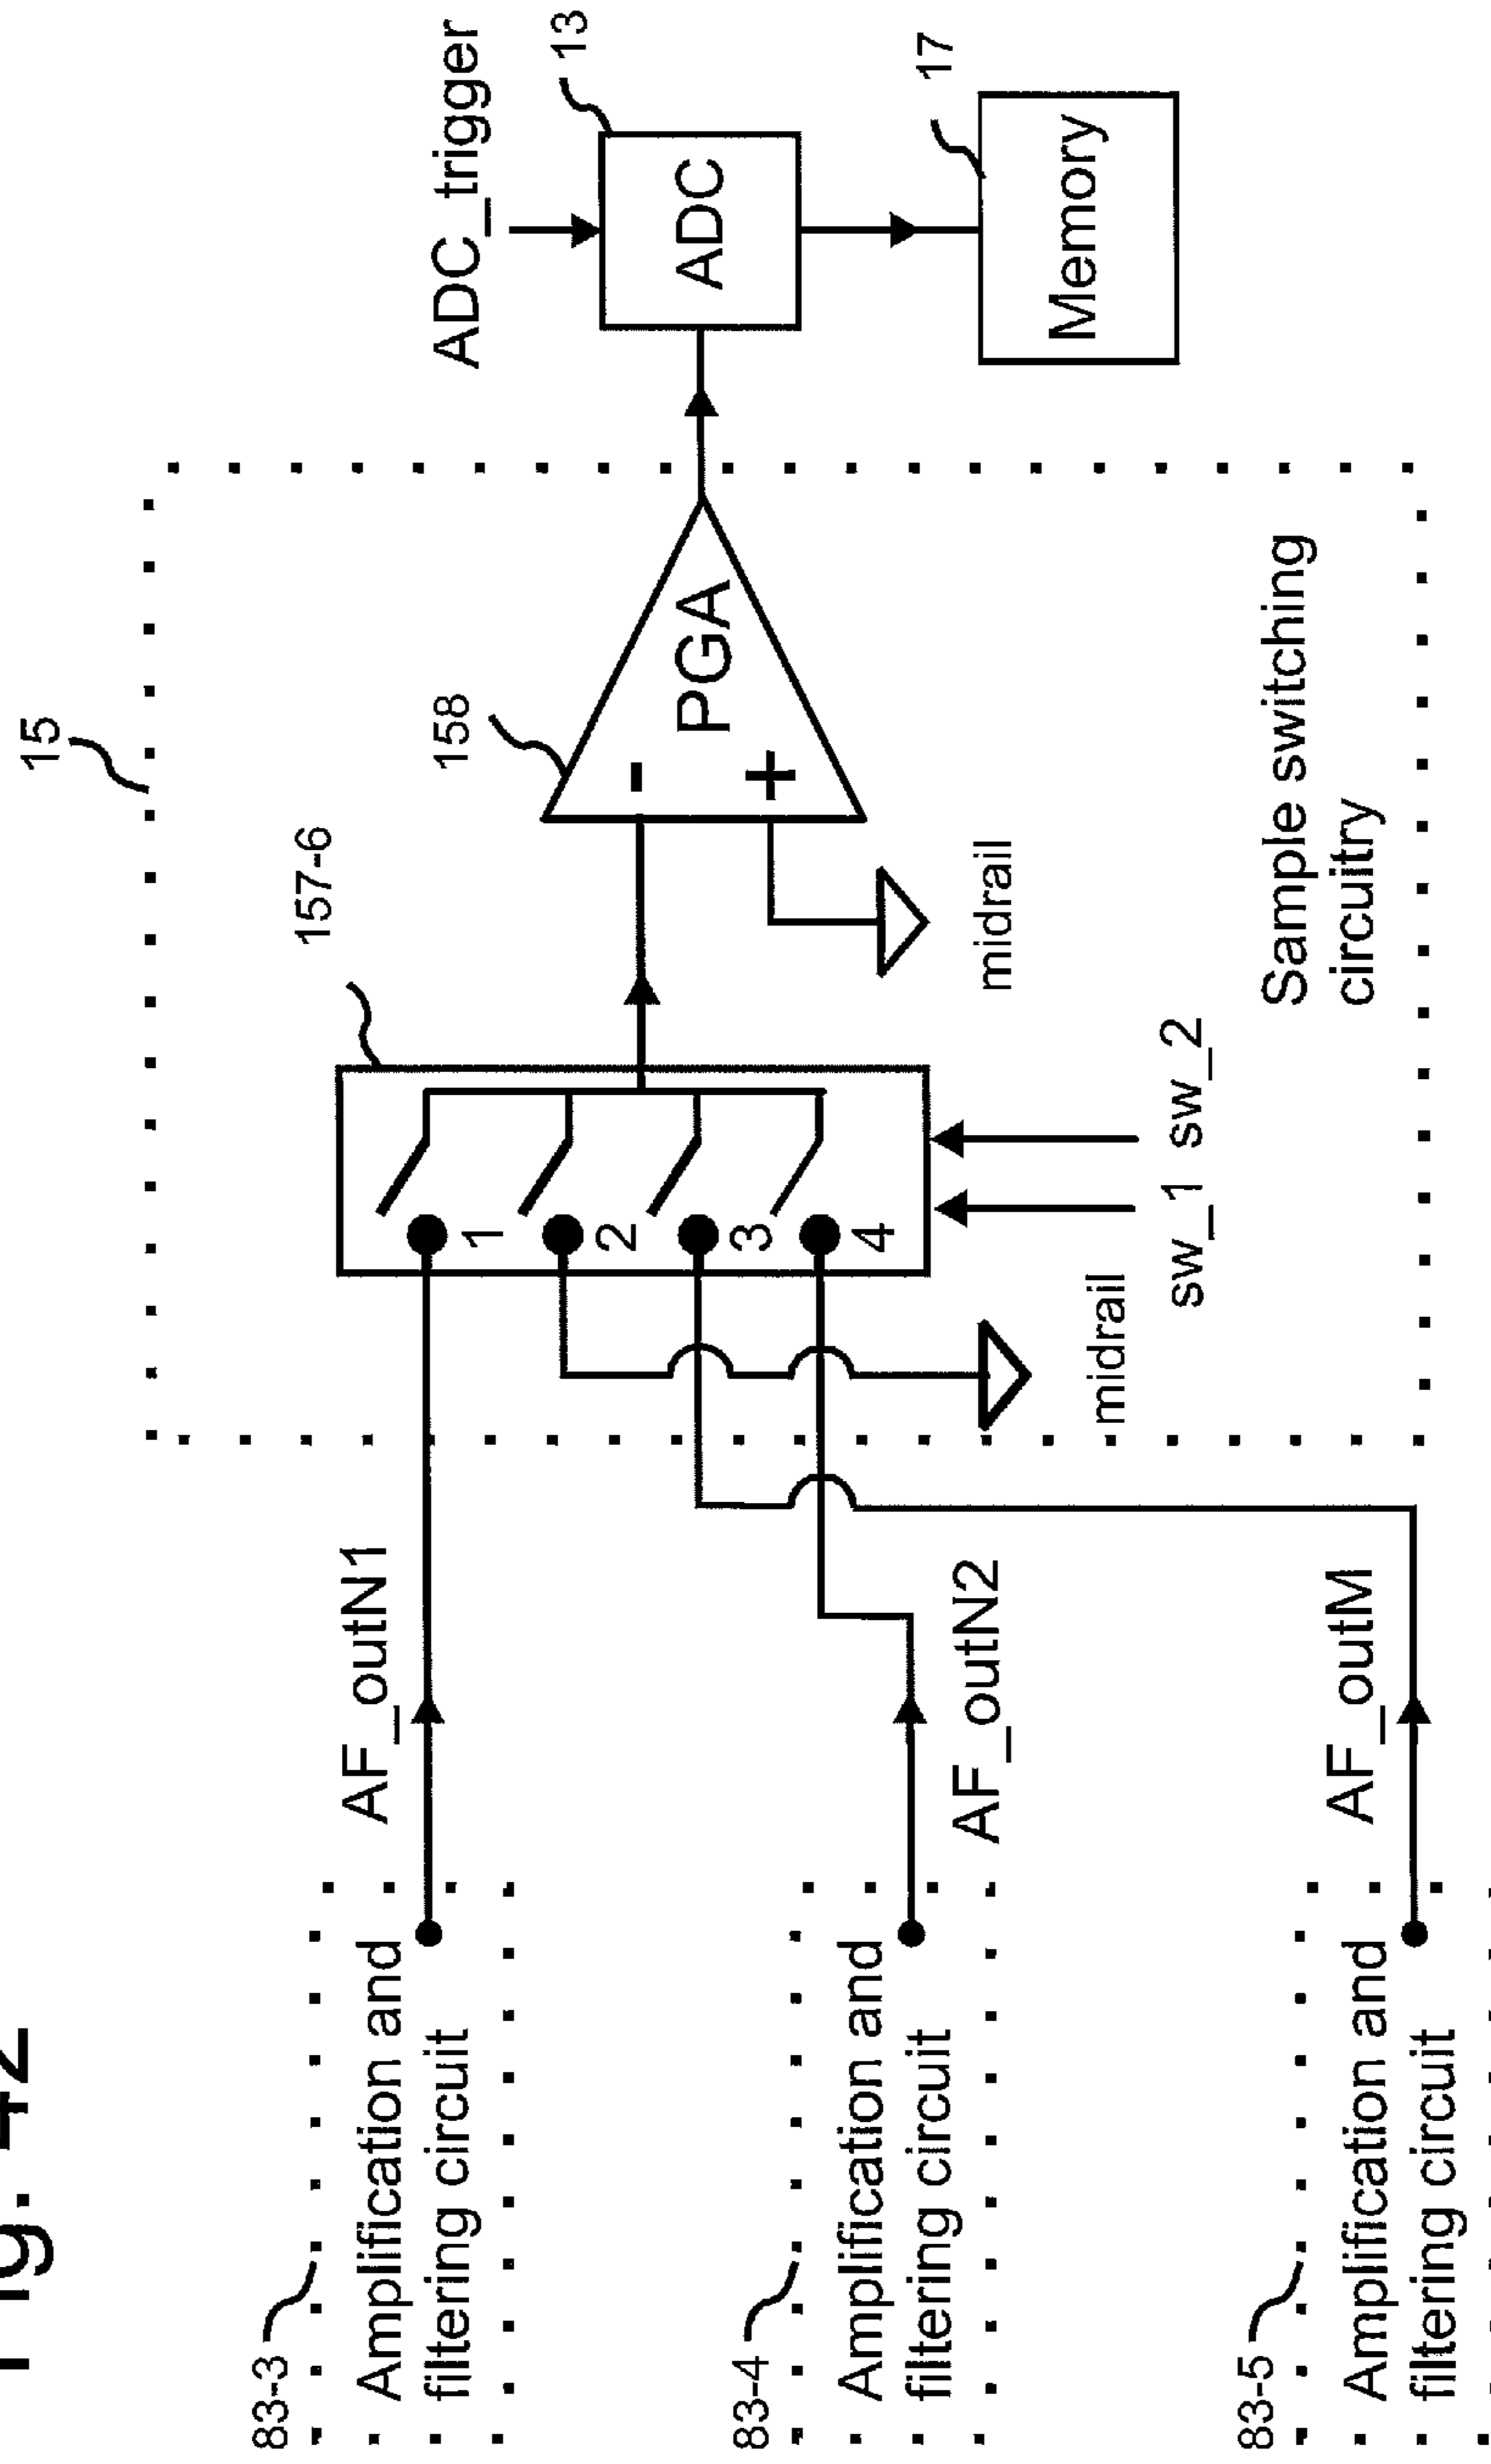 Fig. 42
15
157-6
158
ADC_trigger
13
ADC
17
Memory
PGA
-
+
midrail
1
2
3
4
midrail
sw_1 sw_2
Sample switching
circuitry
AF_outN1
AF_outN2
AF_outM
83-3
Amplification and
filtering circuit
83-4
Amplification and
filtering circuit
83-5
Amplification and
filtering circuit